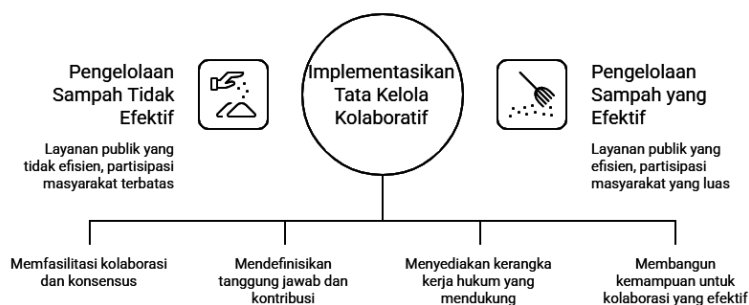 Pengelolaan
Sampah Tidak
Efektif
Layanan publik yang
tidak efisien, partisipasi
masyarakat terbatas
Implementasikan
Tata Kelola
Kolaboratif
Pengelolaan
Sampah yang
Efektif
Layanan publik yang
efisien, partisipasi
masyarakat yang luas
Memfasilitasi kolaborasi
dan konsensus
Mendefinisikan
tanggung jawab dan
kontribusi
Menyediakan kerangka
kerja hukum yang
mendukung
Membangun
kemampuan untuk
kolaborasi yang efektif